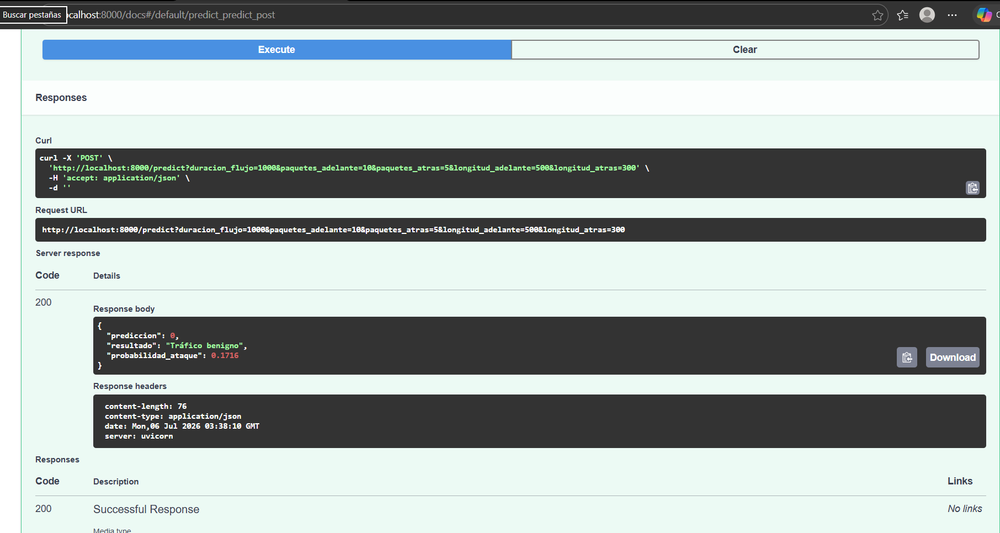 Buscar pestañas
calhost:8000/docs#/default/predict_predict_post
Execute
Clear
Responses
Curl
curl -X 'POST' \
'http://localhost:8000/predict?duracion_flujo=1000&paquetes_adelante=10&paquetes_atras=5&longitud_adelante=500&longitud_atras=300' \
-H 'accept: application/json' \
-d ''
Request URL
http://localhost:8000/predict?duracion_flujo=1000&paquetes_adelante=10&paquetes_atras=5&longitud_adelante=500&longitud_atras=300
Server response
Code Details
200
Response body
{
"prediccion": 0,
"resultado": "Tráfico benigno",
"probabilidad_ataque": 0.1716
}
Download
Response headers
content-length: 76
content-type: application/json
date: Mon,06 Jul 2026 03:38:10 GMT
server: uvicorn
Responses
Code Description Links
200 Successful Response No links
Media type